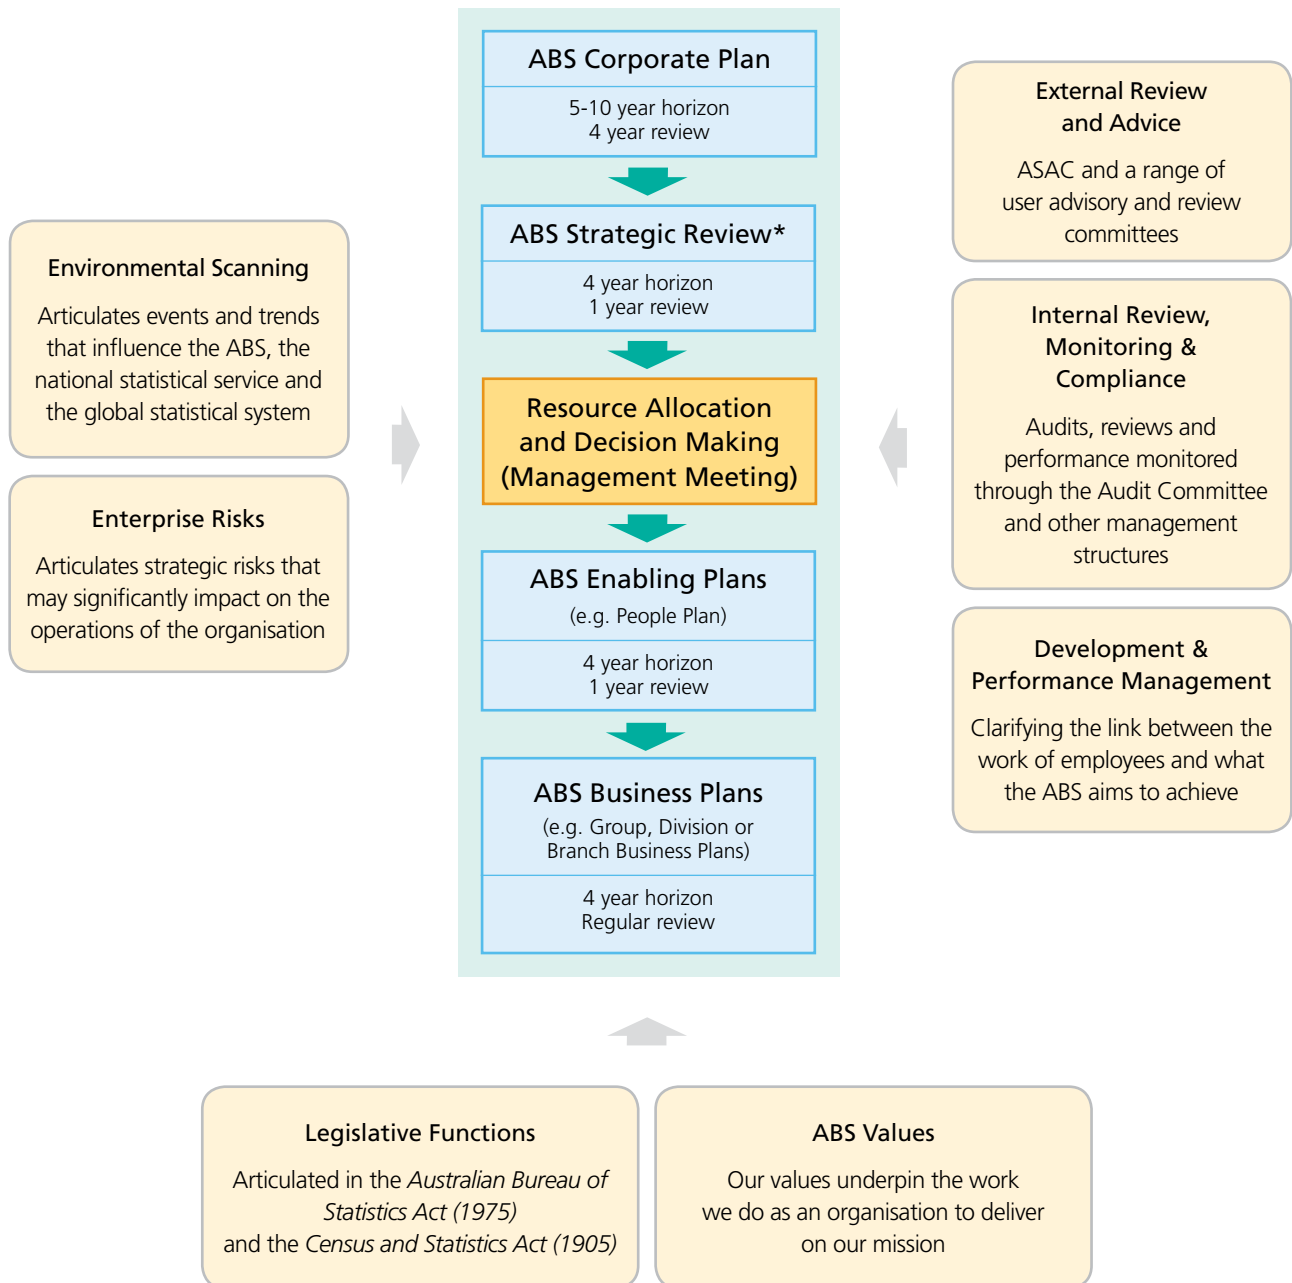 ABS Corporate Plan
5-10 year horizon
4 year review
ABS Strategic Review*
4 year horizon
1 year review
Resource Allocation
and Decision Making
(Management Meeting)
ABS Enabling Plans
(e.g. People Plan)
4 year horizon
1 year review
ABS Business Plans
(e.g. Group, Division or
Branch Business Plans)
4 year horizon
Regular review
Environmental Scanning
Articulates events and trends
that influence the ABS, the
national statistical service and
the global statistical system
Enterprise Risks
Articulates strategic risks that
may significantly impact on the
operations of the organisation
External Review
and Advice
ASAC and a range of
user advisory and review
committees
Internal Review,
Monitoring &
Compliance
Audits, reviews and
performance monitored
through the Audit Committee
and other management
structures
Development &
Performance Management
Clarifying the link between the
work of employees and what
the ABS aims to achieve
Legislative Functions
Articulated in the Australian Bureau of
Statistics Act (1975)
and the Census and Statistics Act (1905)
ABS Values
Our values underpin the work
we do as an organisation to deliver
on our mission